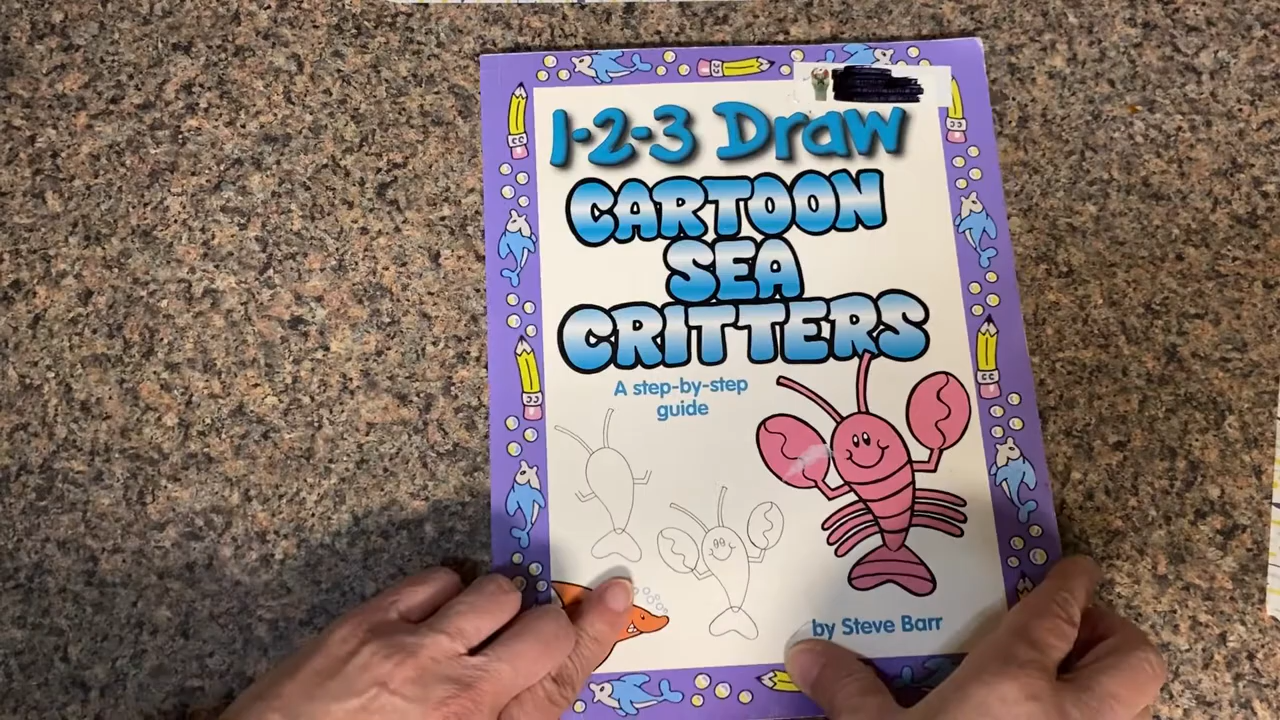 1-2-3 Draw
CARTOON
SEA
CRITTERS
A step-by-step
guide
by Steve Barr